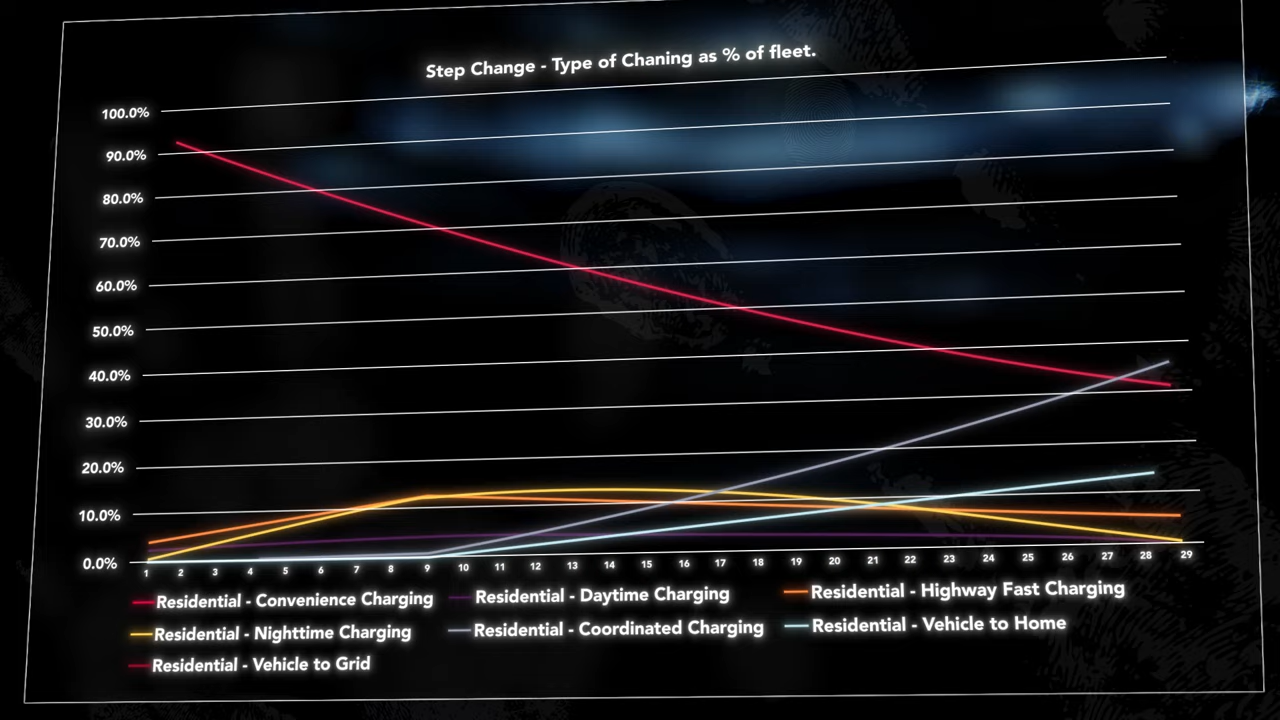 Step Change - Type of Chaning as % of fleet.
100.0%
90.0%
80.0%
70.0%
60.0%
50.0%
40.0%
30.0%
20.0%
10.0%
0.0%
1 2 3 4 5 6 7 8 9 10 11 12 13 14 15 16 17 18 19 20 21 22 23 24 25 26 27 28 29
Residential - Convenience Charging Residential - Daytime Charging Residential - Highway Fast Charging
Residential - Nighttime Charging Residential - Coordinated Charging Residential - Vehicle to Home
Residential - Vehicle to Grid